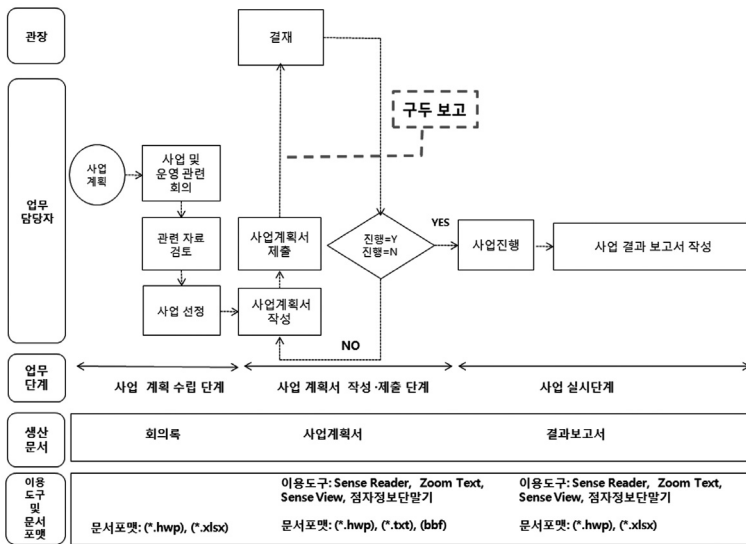 관장
결재
구두 보고
업무
담당자
사업
계획
사업 및
운영 관련
회의
관련 자료
검토
사업 선정
사업계획서
제출
사업계획서
작성
진행=Y
진행=N
YES
NO
사업진행
사업 결과 보고서 작성
업무
단계
사업 계획 수립 단계
사업 계획서 작성·제출 단계
사업 실시단계
생산
문서
회의록
사업계획서
결과보고서
이용
도구
및
문서
포맷
문서포맷: (*.hwp), (*.xlsx)
이용도구: Sense Reader, Zoom Text,
Sense View, 점자정보단말기
문서포맷: (*.hwp), (*.txt), (bbf)
이용도구: Sense Reader, Zoom Text,
Sense View, 점자정보단말기
문서포맷: (*.hwp), (*.xlsx)